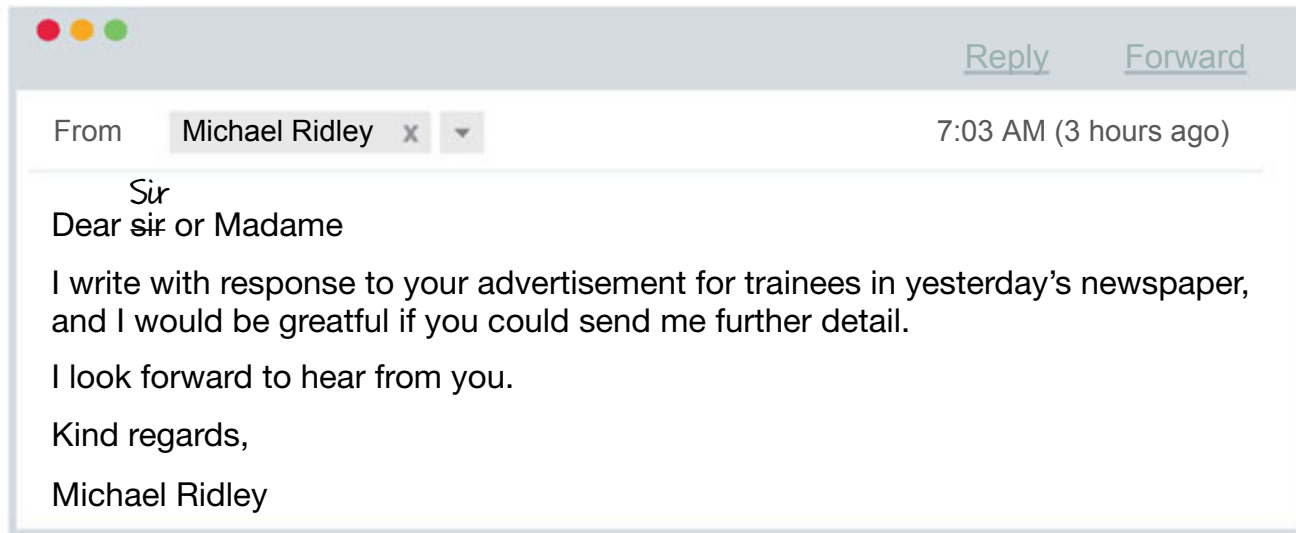 Reply Forward
From Michael Ridley x 7:03 AM (3 hours ago)
Sir
Dear sir or Madame
I write with response to your advertisement for trainees in yesterday’s newspaper,
and I would be greatful if you could send me further detail.
I look forward to hear from you.
Kind regards,
Michael Ridley